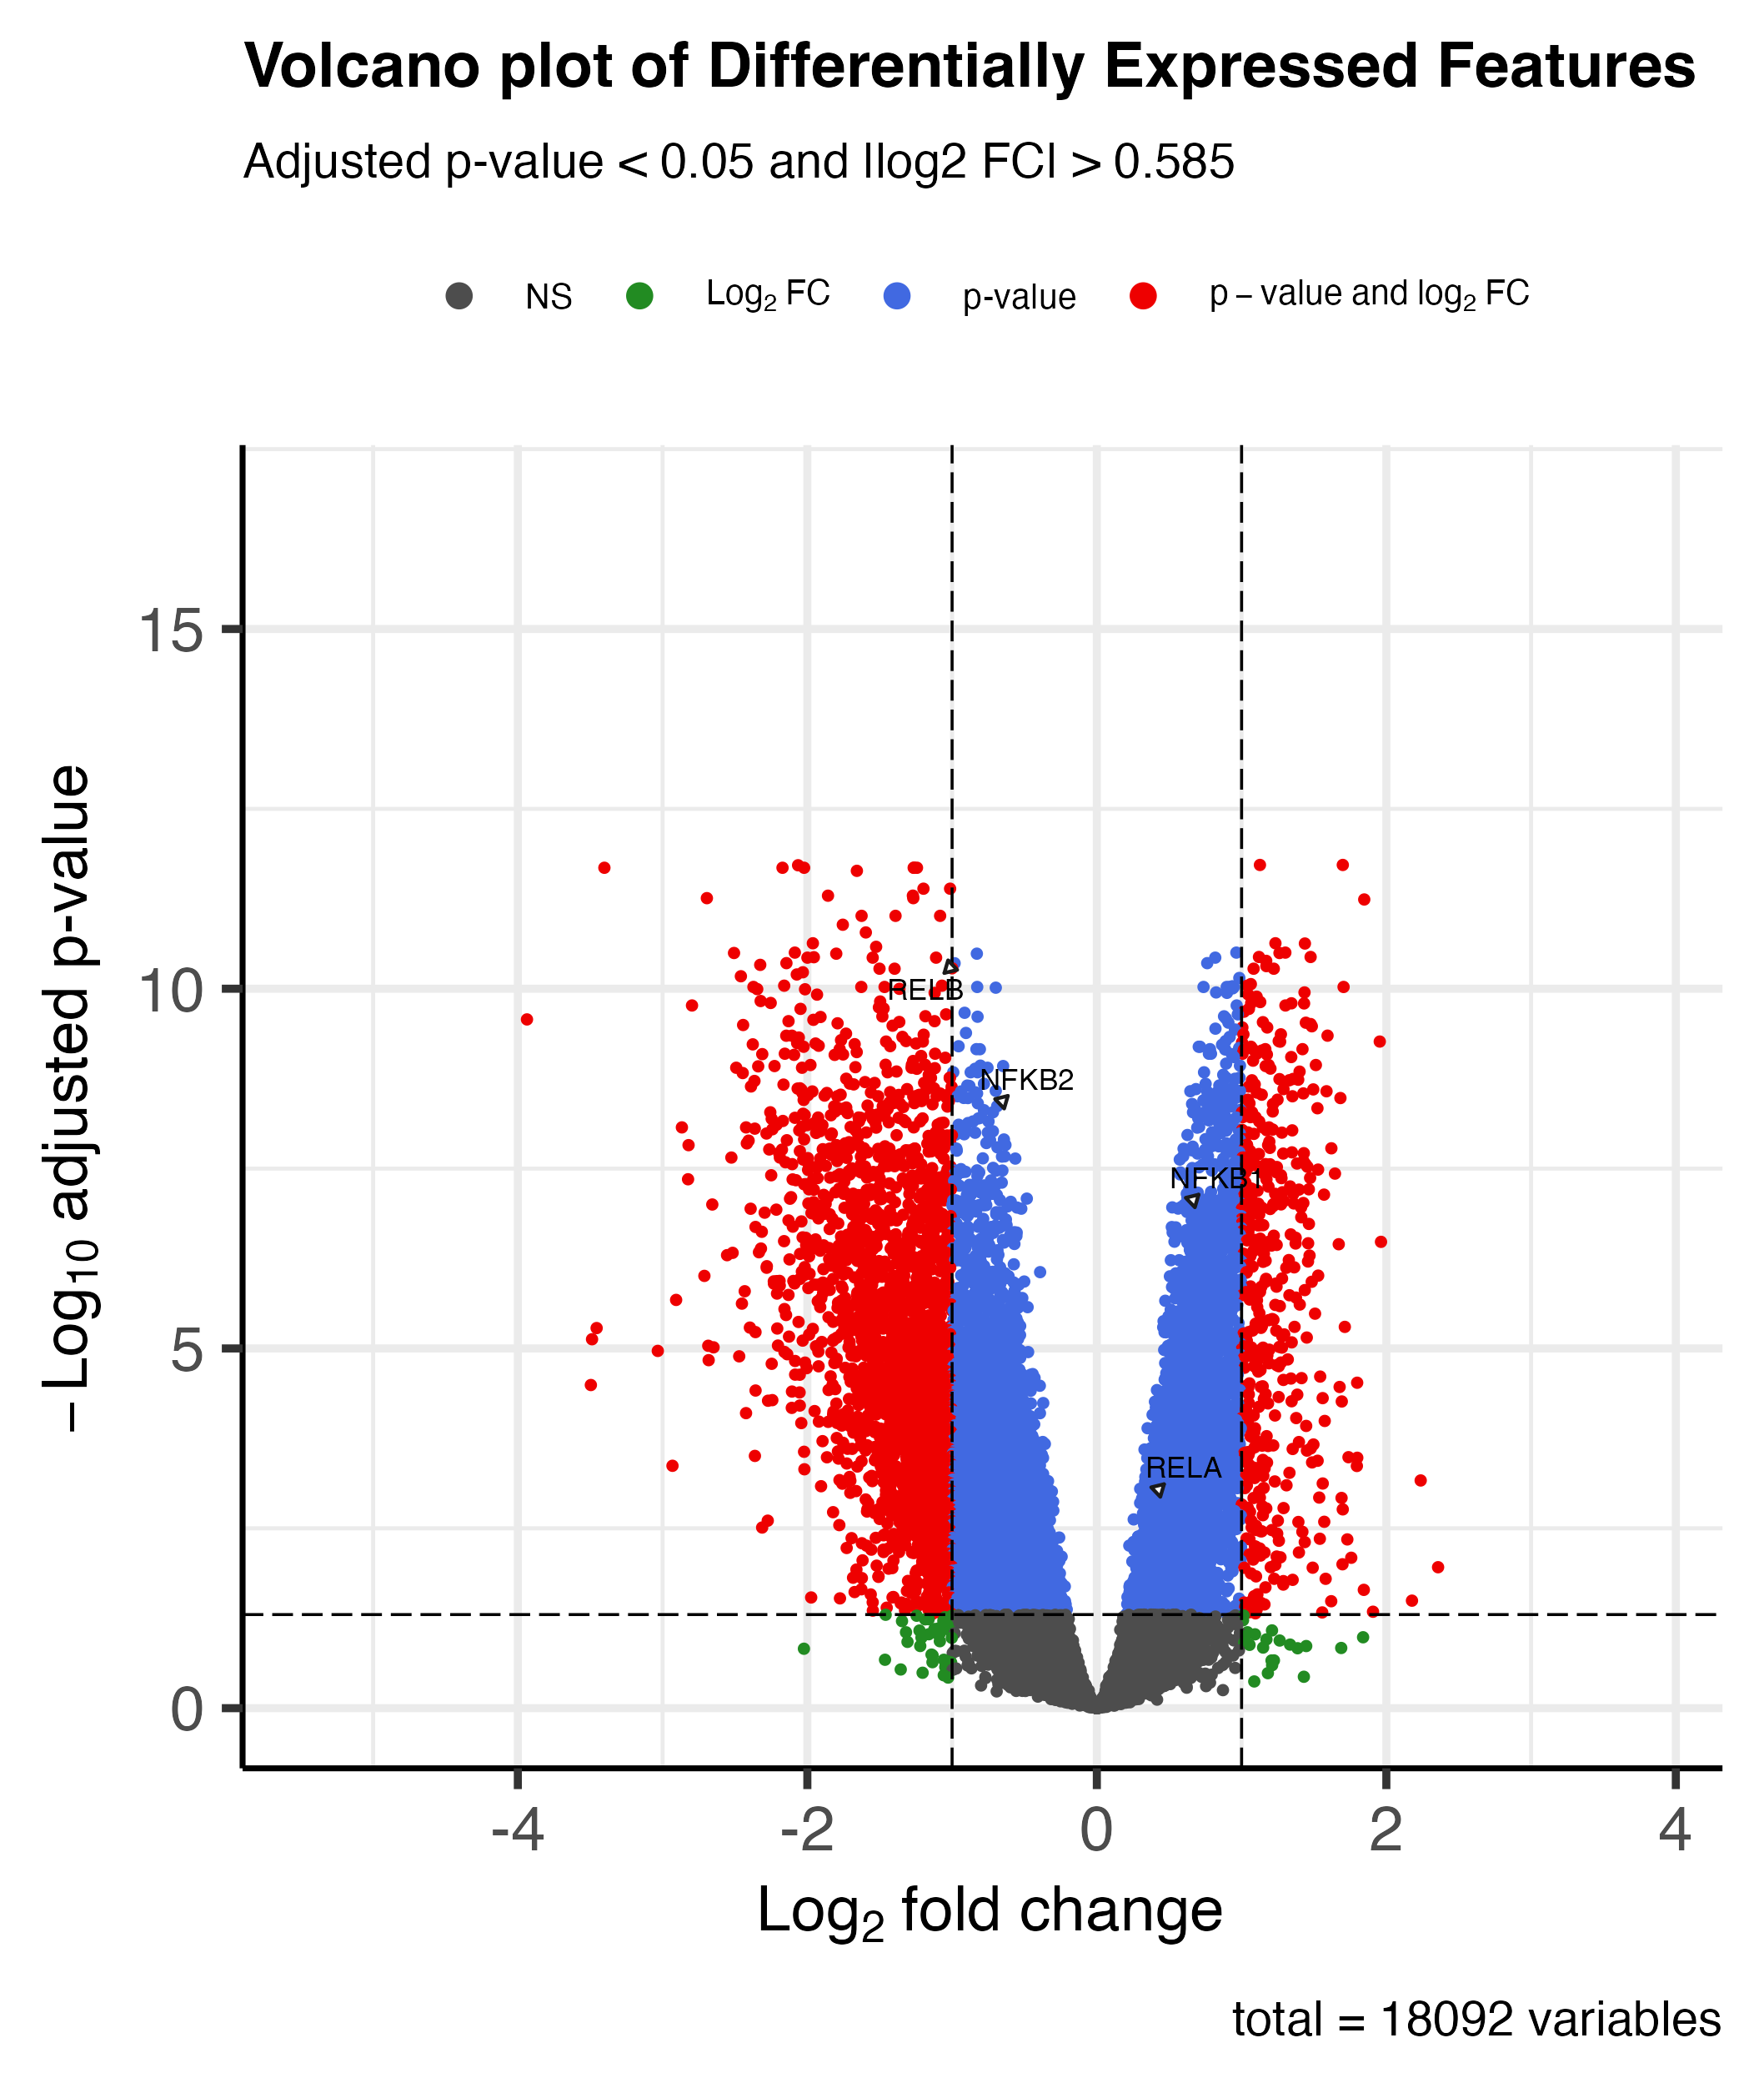 Volcano plot of Differentially Expressed Features
Adjusted p-value < 0.05 and |log2 FC| > 0.585
NS Log₂ FC p-value p – value and log₂ FC
15
10
5
0
– Log₁₀ adjusted p-value
RELB
NFKB2
NFKB1
RELA
-4 -2 0 2 4
Log₂ fold change
total = 18092 variables